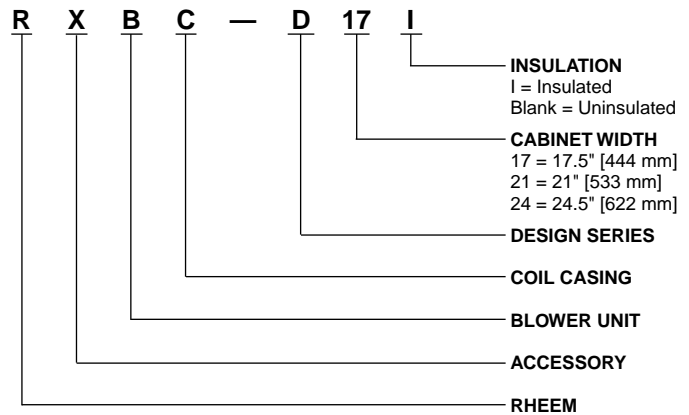 R X B C — D 17 I
INSULATION
I = Insulated
Blank = Uninsulated
CABINET WIDTH
17 = 17.5" [444 mm]
21 = 21" [533 mm]
24 = 24.5" [622 mm]
DESIGN SERIES
COIL CASING
BLOWER UNIT
ACCESSORY
RHEEM